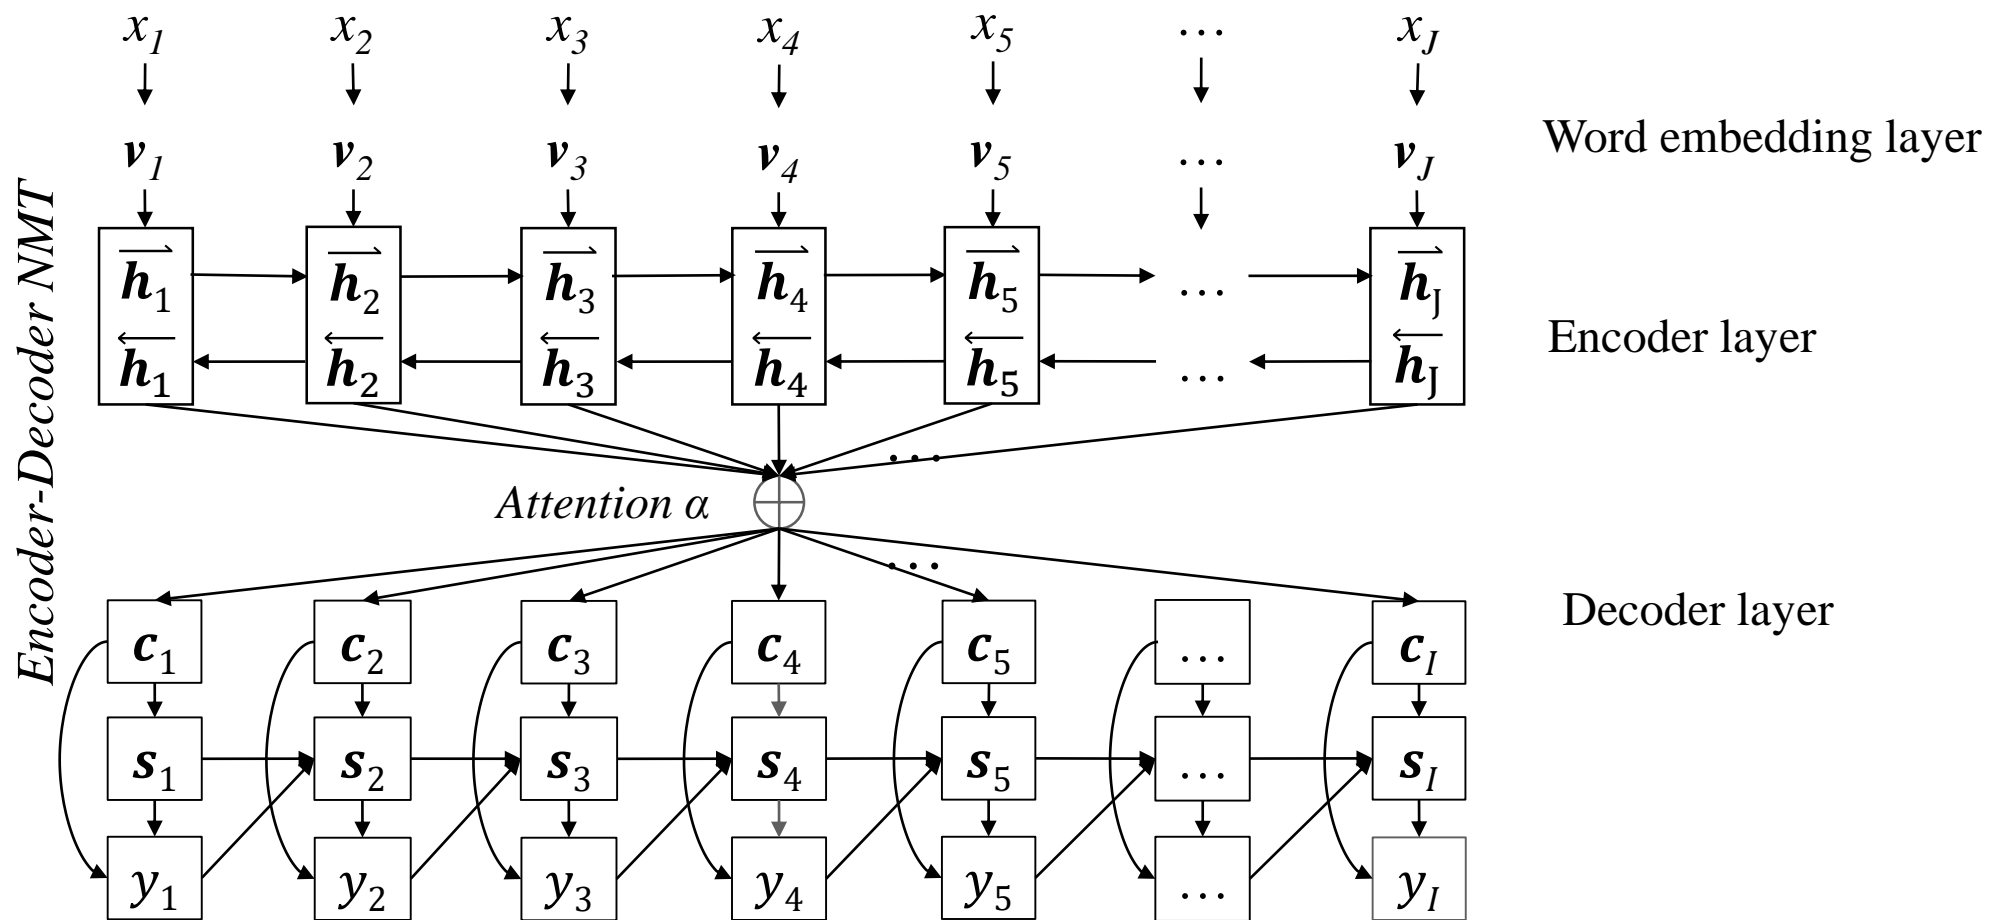 x1 x2 x3 x4 x5 ... xJ
Word embedding layer
v1 v2 v3 v4 v5 ... vJ
Encoder-Decoder NMT
→h1 →h2 →h3 →h4 →h5 ... →hJ
Encoder layer
←h1 ←h2 ←h3 ←h4 ←h5 ... ←hJ
...
Attention α
...
Decoder layer
c1 c2 c3 c4 c5 ... cI
s1 s2 s3 s4 s5 ... sI
y1 y2 y3 y4 y5 ... yI